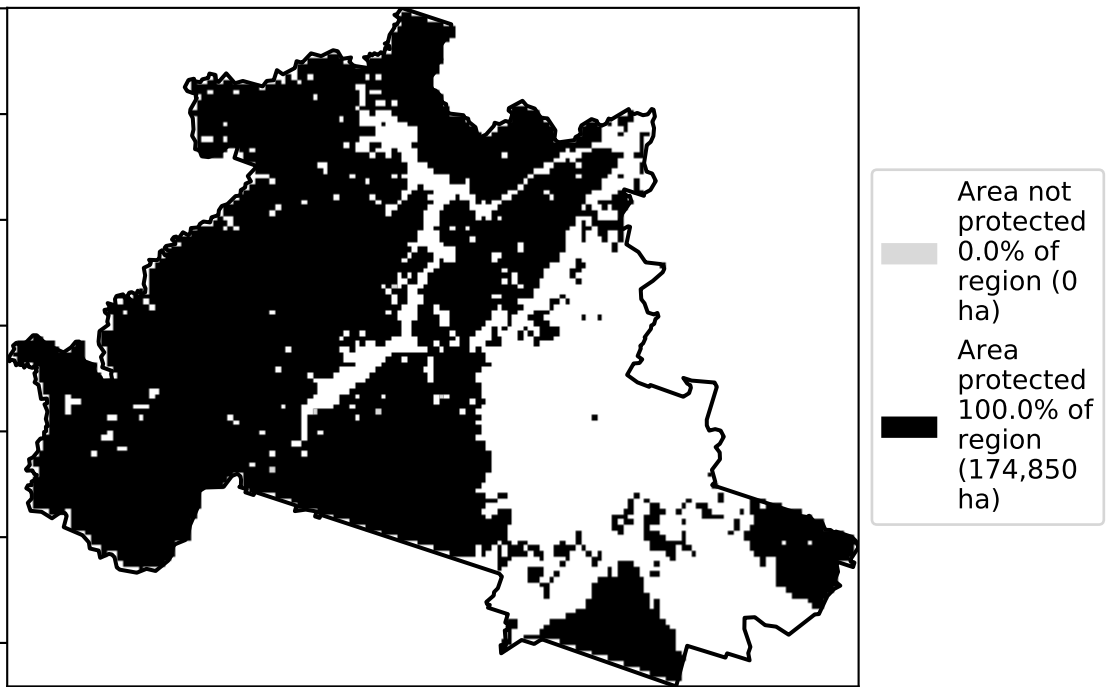 Area not
protected
0.0% of
region (0
ha)
Area
protected
100.0% of
region
(174,850
ha)